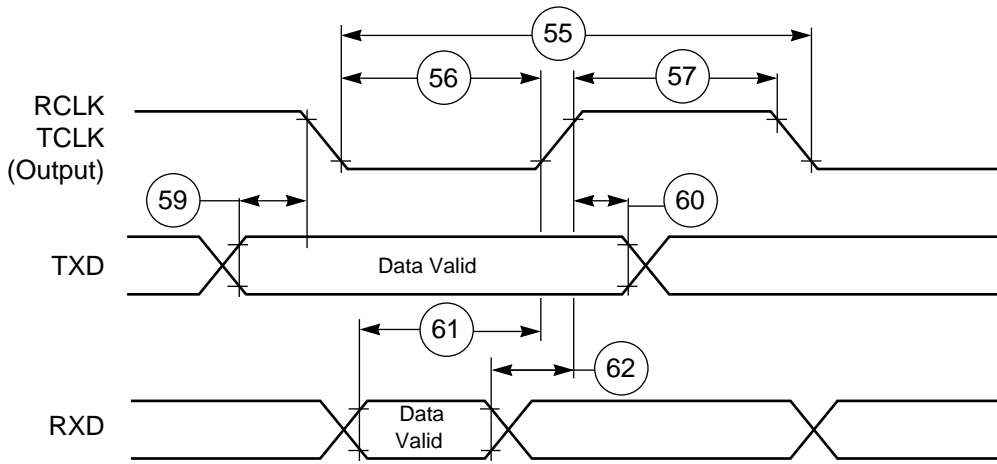 55
56
57
RCLK
TCLK
(Output)
59
60
TXD
Data Valid
61
62
RXD
Data
Valid